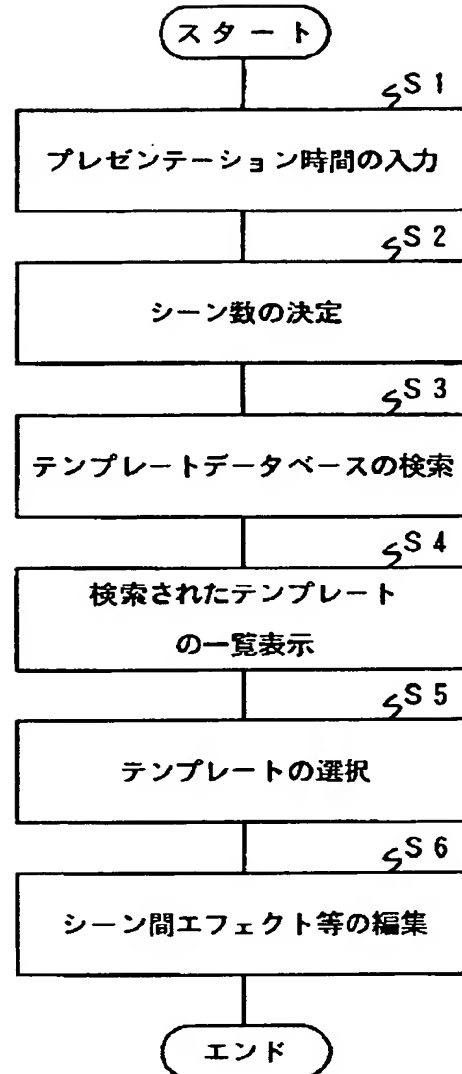 スタート
S1
プレゼンテーション時間の入力
S2
シーン数の決定
S3
テンプレートデータベースの検索
S4
検索されたテンプレート
の一覧表示
S5
テンプレートの選択
S6
シーン間エフェクト等の編集
エンド